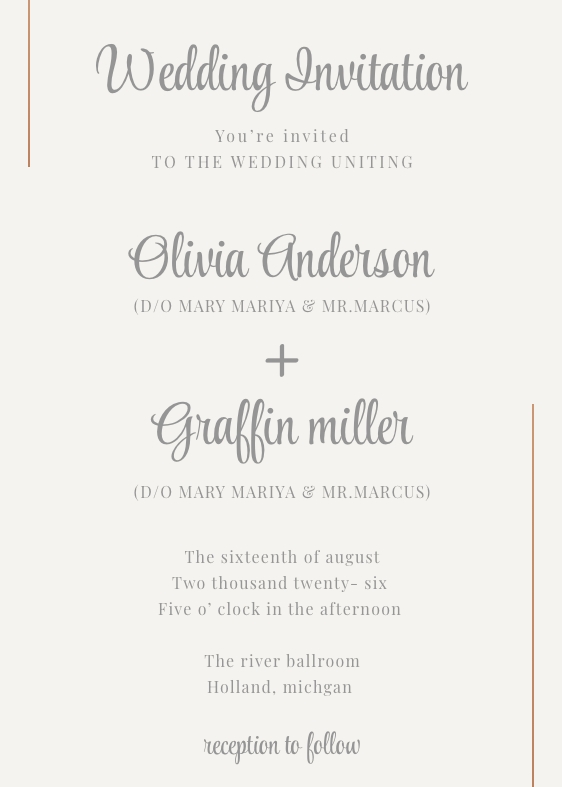 Wedding Invitation
You're invited
TO THE WEDDING UNITING
Olivia Anderson
(D/O MARY MARIYA & MR.MARCUS)
+
Graffin miller
(D/O MARY MARIYA & MR.MARCUS)
The sixteenth of august
Two thousand twenty- six
Five o' clock in the afternoon
The river ballroom
Holland, michgan
reception to follow